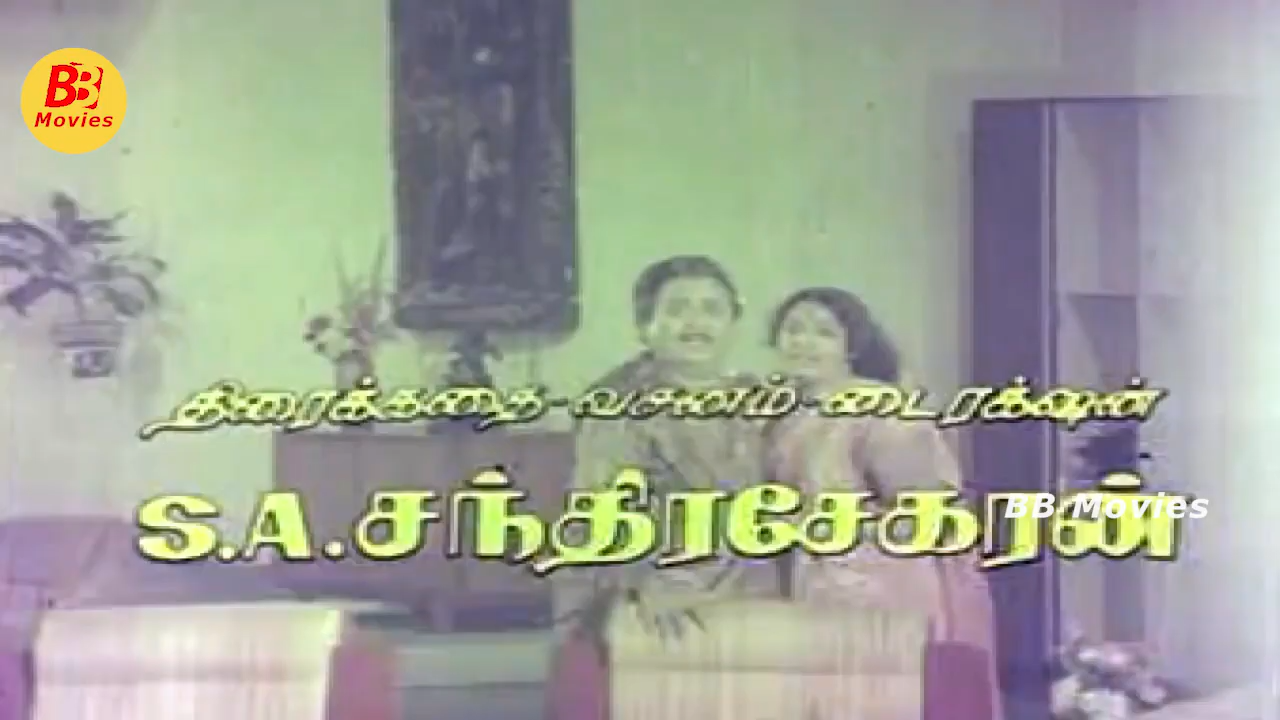 BB
Movies
திரைக்கதை - வசனம் - டைரக்ஷன்
S.A. சந்திரசேகரன்
BB Movies